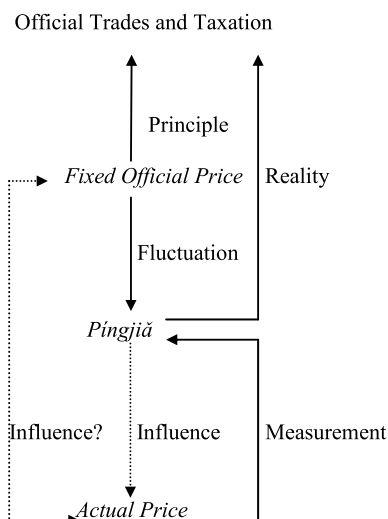 Official Trades and Taxation
Principle
Fixed Official Price
Reality
Fluctuation
Píngjiǎ
Influence?
Influence
Measurement
Actual Price